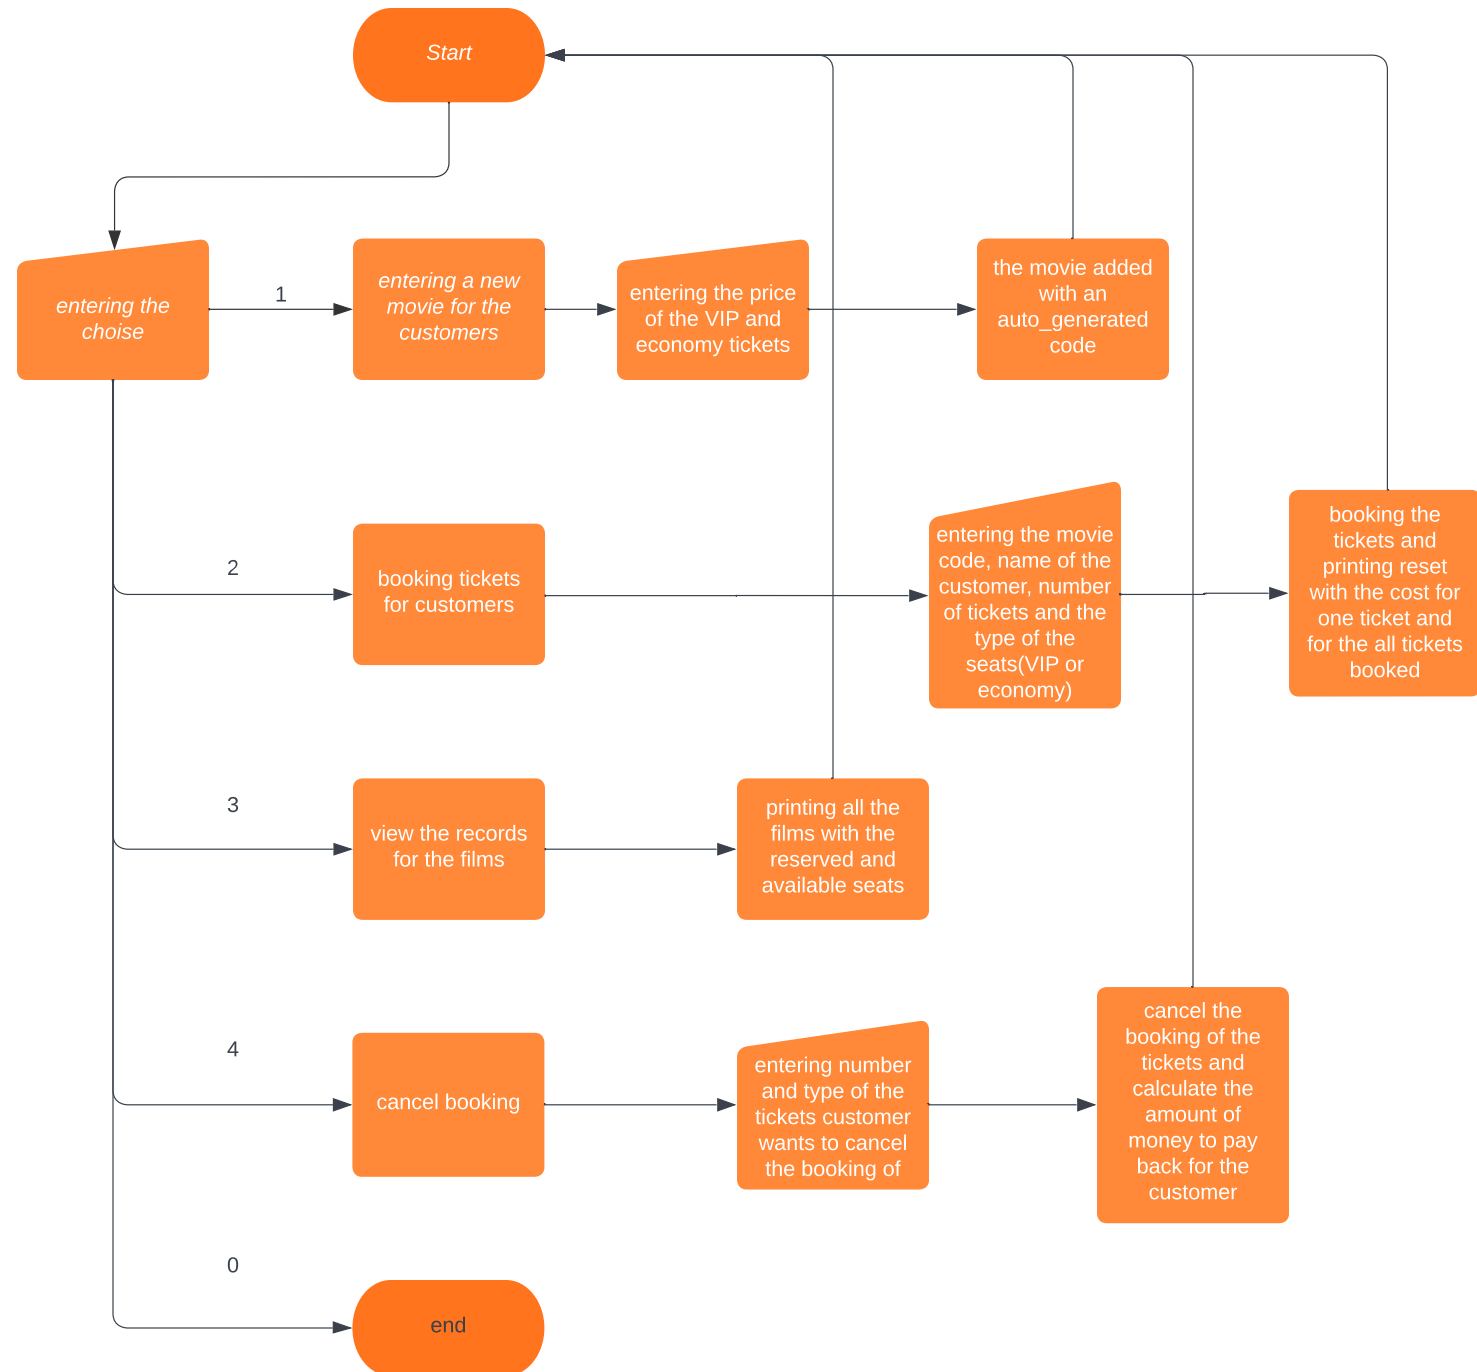 Start
entering the
choise
1
entering a new
movie for the
customers
entering the price
of the VIP and
economy tickets
the movie added
with an
auto_generated
code
2
booking tickets
for customers
entering the movie
code, name of the
customer, number
of tickets and the
type of the
seats(VIP or
economy)
booking the
tickets and
printing reset
with the cost for
one ticket and
for the all tickets
booked
3
view the records
for the films
printing all the
films with the
reserved and
available seats
4
cancel booking
entering number
and type of the
tickets customer
wants to cancel
the booking of
cancel the
booking of the
tickets and
calculate the
amount of
money to pay
back for the
customer
0
end